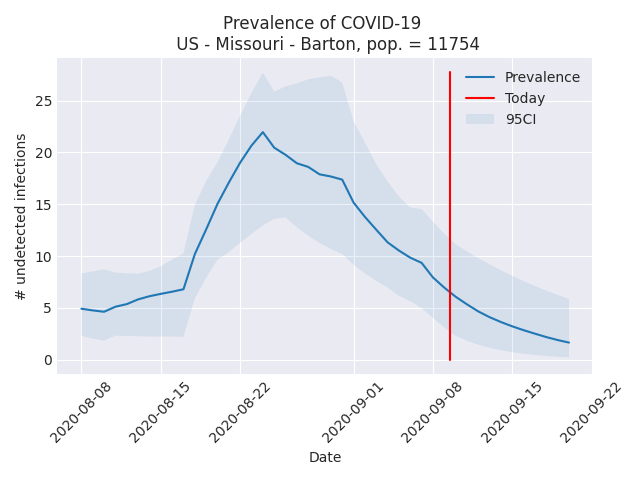 Prevalence of COVID-19
US - Missouri - Barton, pop. = 11754
Prevalence
Today
95CI
# undetected infections
25
20
15
10
5
0
2020-08-08
2020-08-15
2020-08-22
2020-09-01
2020-09-08
2020-09-15
2020-09-22
Date